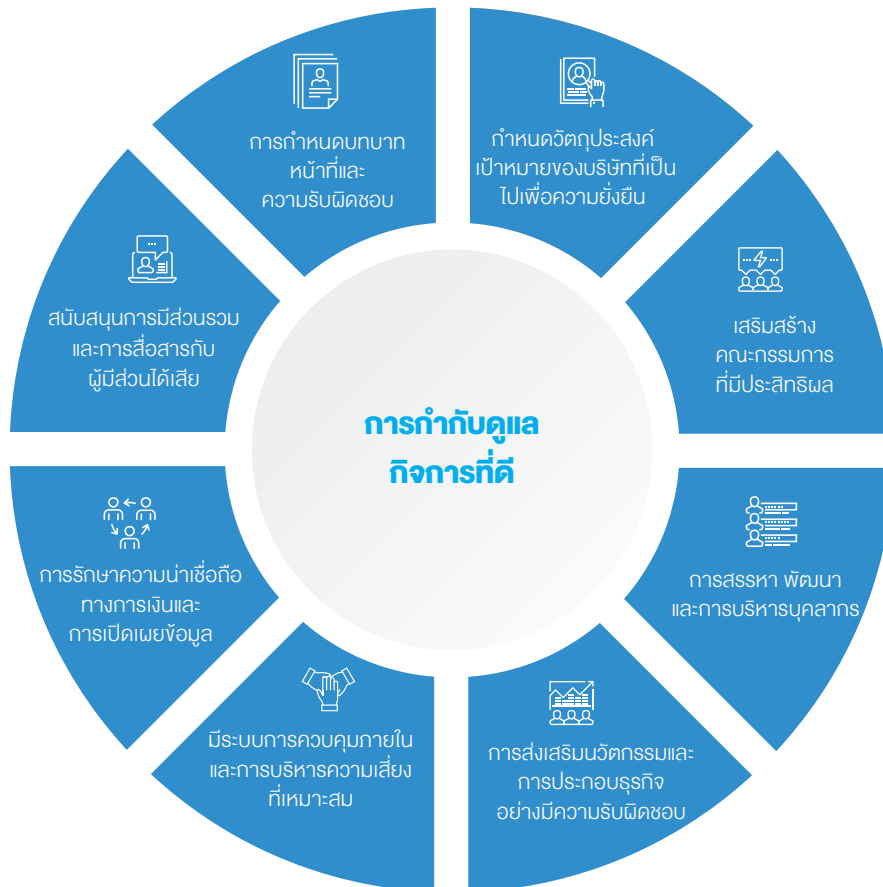 การกำหนดบทบาท
หน้าที่และ
ความรับผิดชอบ
กำหนดวัตถุประสงค์
เป้าหมายของบริษัทที่เป็น
ไปเพื่อความยั่งยืน
เสริมสร้าง
คณะกรรมการ
ที่มีประสิทธิผล
การสรรหา พัฒนา
และการบริหารบุคลากร
การส่งเสริมนวัตกรรมและ
การประกอบธุรกิจ
อย่างมีความรับผิดชอบ
มีระบบการควบคุมภายใน
และการบริหารความเสี่ยง
ที่เหมาะสม
การรักษาความน่าเชื่อถือ
ทางการเงินและ
การเปิดเผยข้อมูล
สนับสนุนการมีส่วนรวม
และการสื่อสารกับ
ผู้มีส่วนได้เสีย
การกำกับดูแล
กิจการที่ดี